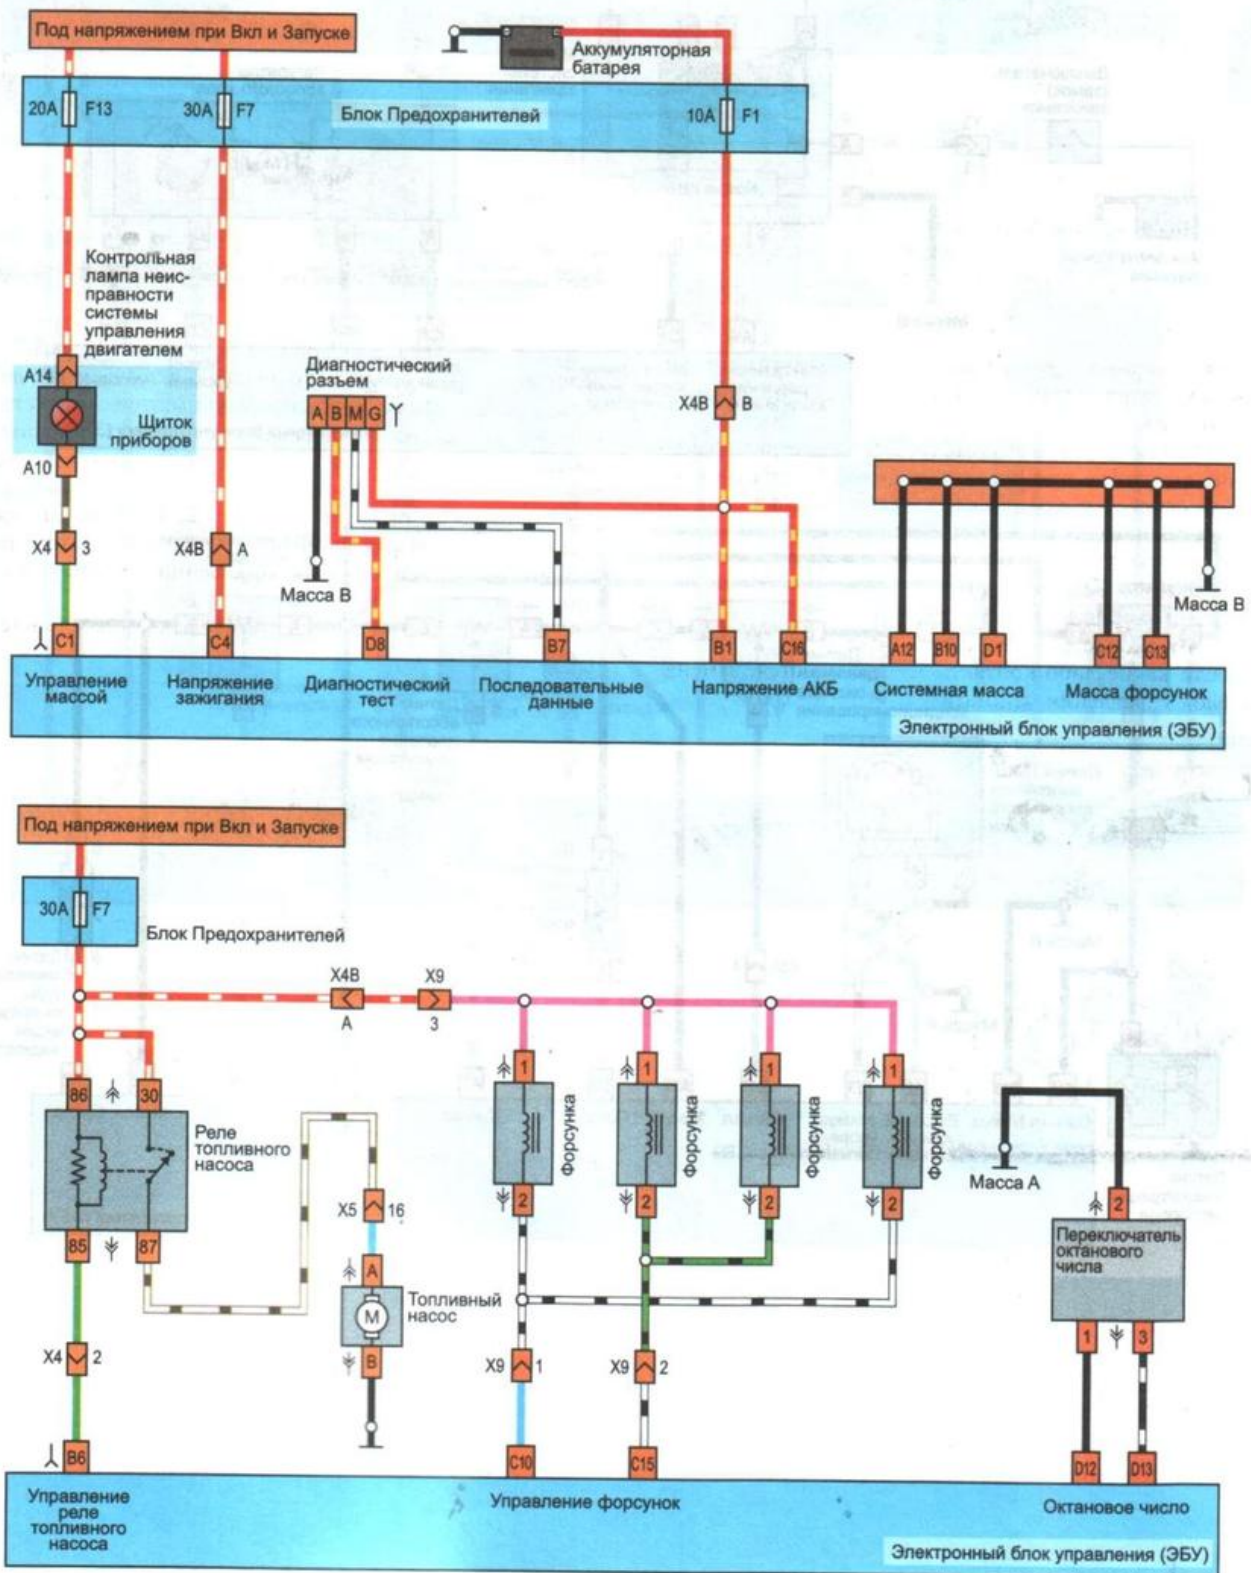 Под напряжением при Вкл и Запуске
Аккумуляторная
батарея
20А F13
30А F7
Блок Предохранителей
10А F1
Контрольная
лампа неис-
правности
системы
управления
двигателем
A14
Щиток
приборов
A10
Диагностический
разъем
A B M G
X4B B
X4 3
X4B A
Масса В
Масса В
C1
C4
D8
B7
B1
C16
A12
B10
D1
C12
C13
Управление
массой
Напряжение
зажигания
Диагностический
тест
Последовательные
данные
Напряжение АКБ
Системная масса
Масса форсунок
Электронный блок управления (ЭБУ)
Под напряжением при Вкл и Запуске
30А F7
Блок Предохранителей
X4B
A
X9
3
86
30
Реле
топливного
насоса
85
87
X5 16
A
M
Топливный
насос
B
1
1
1
1
Форсунка
Форсунка
Форсунка
Форсунка
2
2
2
2
Масса А
2
Переключатель
октанового
числа
1
3
X4 2
X9 1
X9 2
B6
C10
C15
D12
D13
Управление
реле
топливного
насоса
Управление форсунок
Октановое число
Электронный блок управления (ЭБУ)